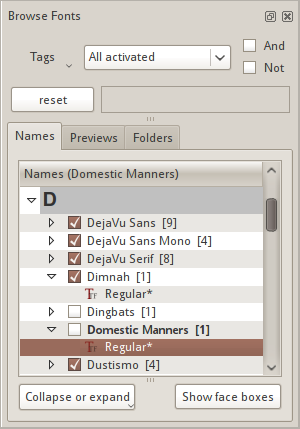 Browse Fonts
Tags All activated And
Not
reset
Names Previews Folders
Names (Domestic Manners)
D
DejaVu Sans [9]
DejaVu Sans Mono [4]
DejaVu Serif [8]
Dimnah [1]
Regular*
Dingbats [1]
Domestic Manners [1]
Regular*
Dustismo [4]
Collapse or expand Show face boxes